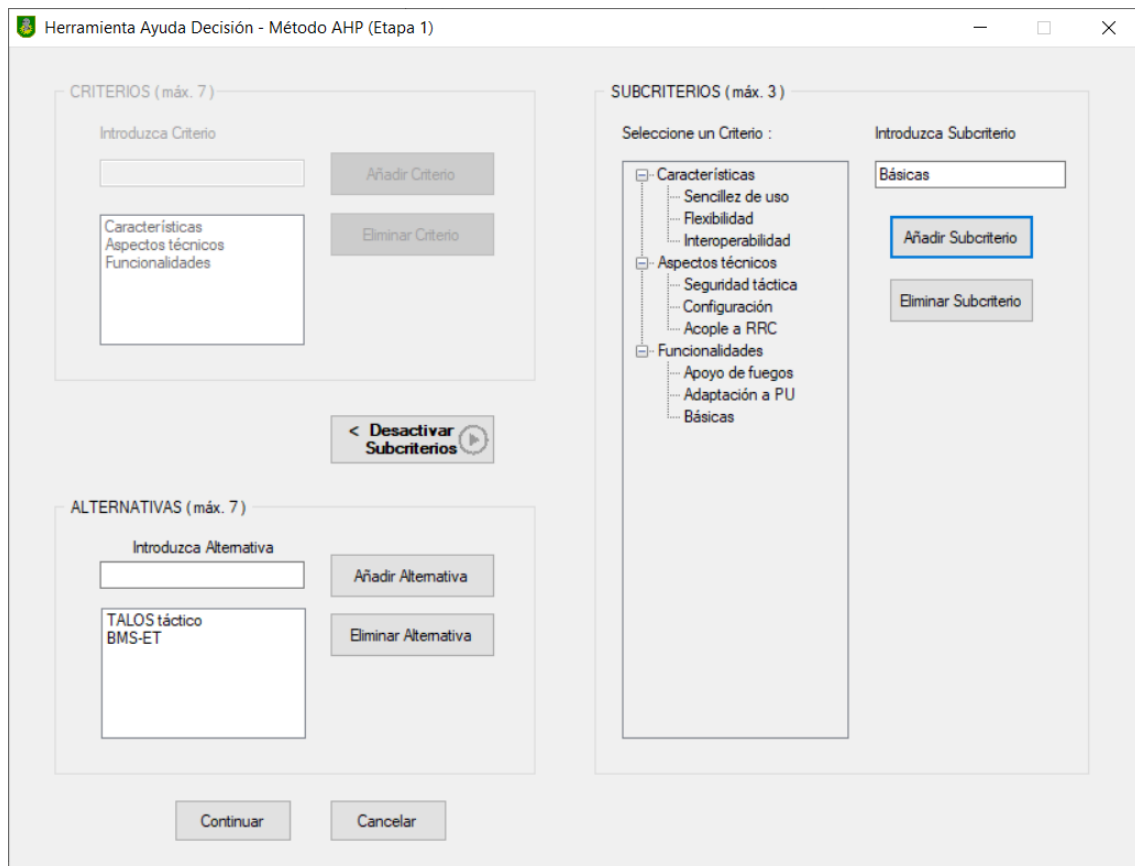 Herramienta Ayuda Decisión - Método AHP (Etapa 1)
CRITERIOS (máx. 7)
Introduzca Criterio
Añadir Criterio
Eliminar Criterio
Características
Aspectos técnicos
Funcionalidades
< Desactivar
Subcriterios
ALTERNATIVAS (máx. 7)
Introduzca Alternativa
Añadir Alternativa
TALOS táctico
BMS-ET
Eliminar Alternativa
Continuar
Cancelar
SUBCRITERIOS (máx. 3)
Seleccione un Criterio :
Características
Sencillez de uso
Flexibilidad
Interoperabilidad
Aspectos técnicos
Seguridad táctica
Configuración
Acople a RRC
Funcionalidades
Apoyo de fuegos
Adaptación a PU
Básicas
Introduzca Subcriterio
Básicas
Añadir Subcriterio
Eliminar Subcriterio